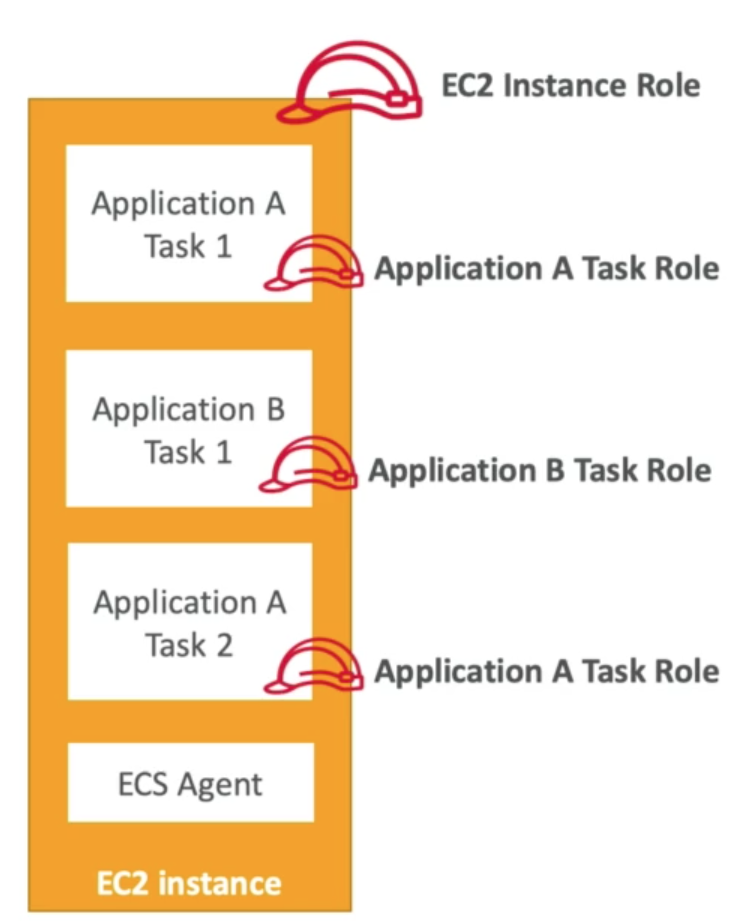 EC2 Instance Role
Application A
Task 1
Application A Task Role
Application B
Task 1
Application B Task Role
Application A
Task 2
Application A Task Role
ECS Agent
EC2 instance